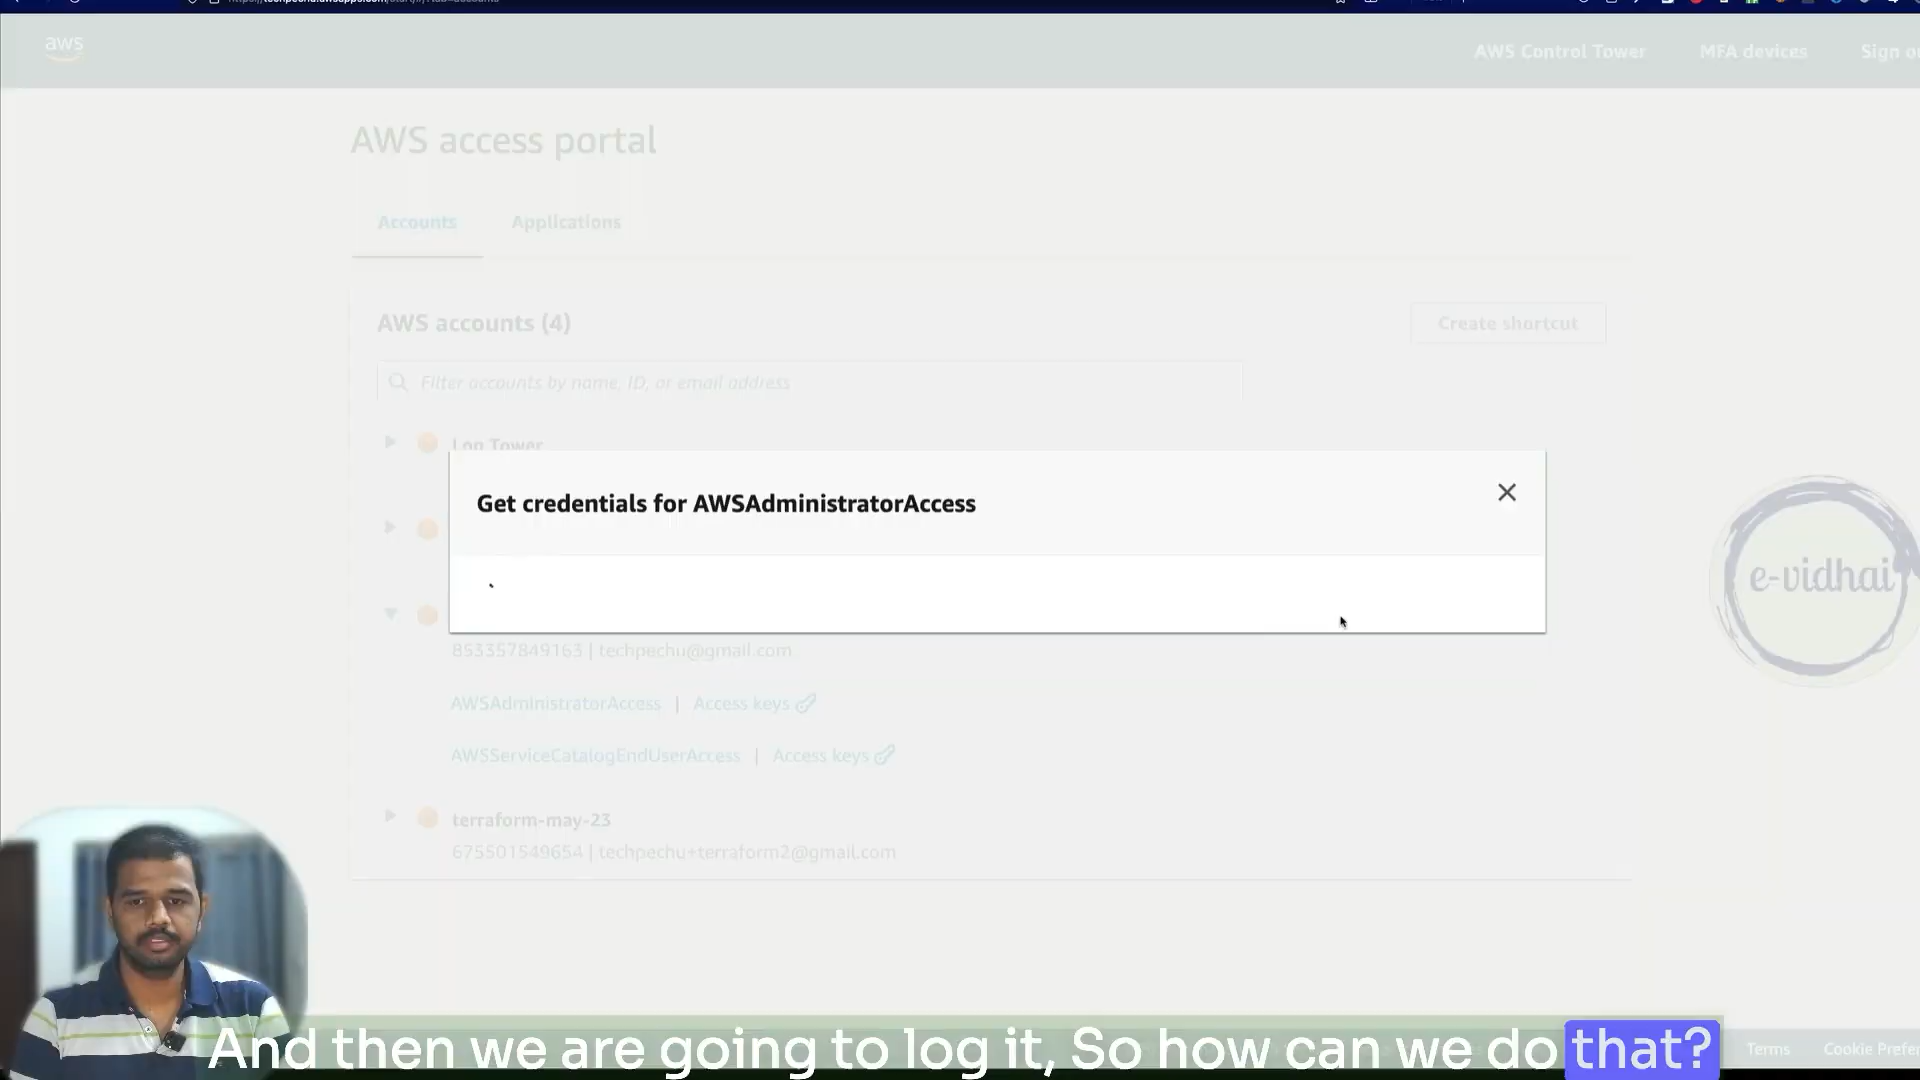 aws
AWS Control Tower
MFA devices
AWS access portal
Accounts
Applications
AWS accounts (4)
Create shortcut
Filter accounts by name, ID, or email address
Log Tower
Get credentials for AWSAdministratorAccess
e-vidhai
853357849163 | techpechu@gmail.com
AWSAdministratorAccess | Access keys
AWSServiceCatalogEndUserAccess | Access keys
terraform-may-23
675501549654 | techpechu+terraform2@gmail.com
And then we are going to log it, So how can we do that?
Terms